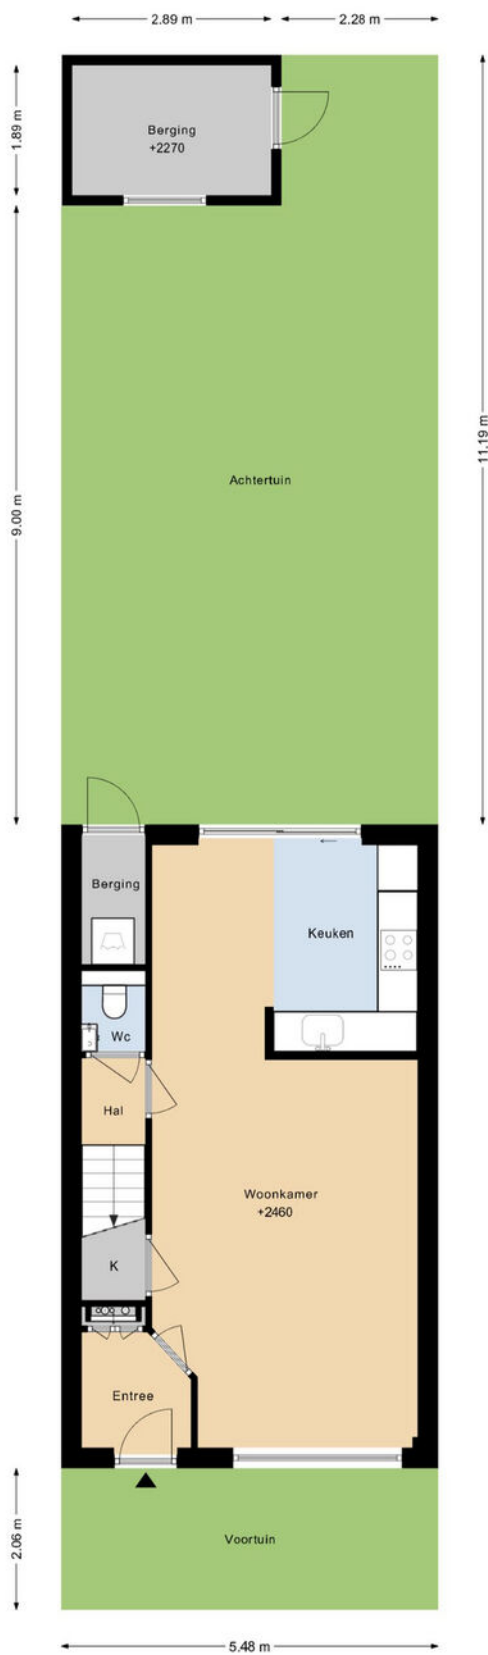 2.89 m
2.28 m
1.89 m
Berging
+2270
11.19 m
9.00 m
Achtertuin
Berging
Keuken
Wc
Hal
Woonkamer
+2460
K
Entree
2.06 m
Voortuin
5.48 m